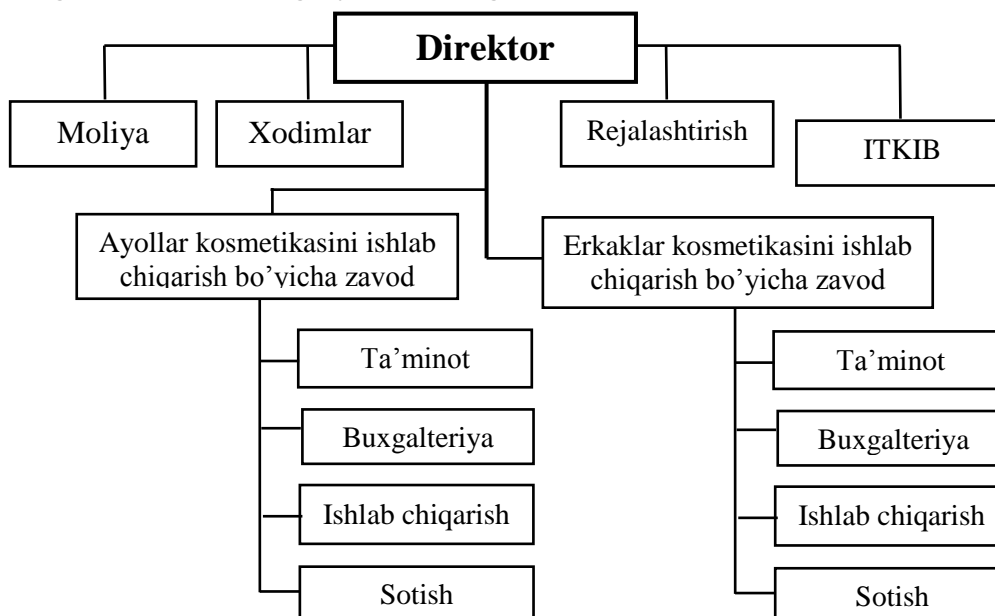 Direktor
Moliya
Xodimlar
Rejalashtirish
ITKIB
Ayollar kosmetikasini ishlab
chiqarish bo’yicha zavod
Erkaklar kosmetikasini ishlab
chiqarish bo’yicha zavod
Ta’minot
Buxgalteriya
Ishlab chiqarish
Sotish
Ta’minot
Buxgalteriya
Ishlab chiqarish
Sotish